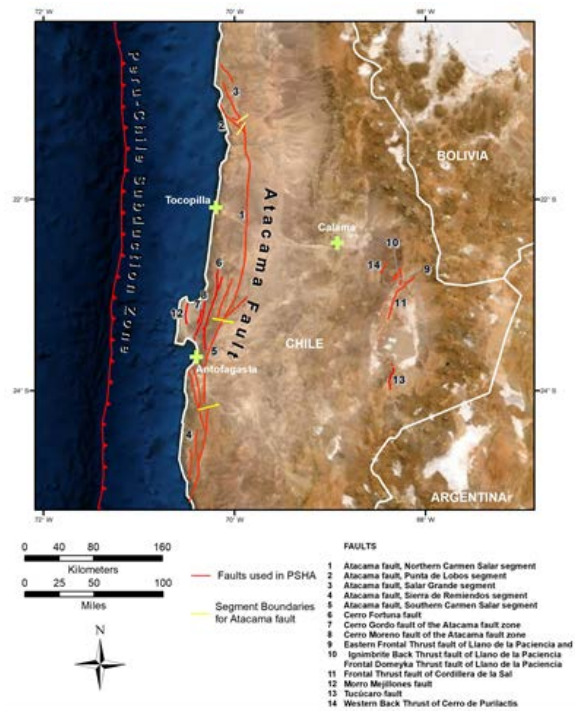 72° W
70° W
68° W
Peru-Chile Subduction Zone
3
2
BOLIVIA
22° S
22° S
Tocopilla
Atacama Fault
1
Calama
10
6
14
9
8
7
12
11
5
CHILE
Antofagasta
13
24° S
24° S
4
ARGENTINAr
72° W
70° W
68° W
0 40 80 160
Kilometers
0 25 50 100
Miles
N
Faults used in PSHA
Segment Boundaries
for Atacama fault
FAULTS
1 Atacama fault, Northern Carmen Salar segment
2 Atacama fault, Punta de Lobos segment
3 Atacama fault, Salar Grande segment
4 Atacama fault, Sierra de Remiendos segment
5 Atacama fault, Southern Carmen Salar segment
6 Cerro Fortuna fault
7 Cerro Gordo fault of the Atacama fault zone
8 Cerro Moreno fault of the Atacama fault zone
9 Eastern Frontal Thrust fault of Llano de la Paciencia and
10 Ignimbrite Back Thrust fault of Llano de la Paciencia
Frontal Domeyka Thrust fault of Llano de la Paciencia
11 Frontal Thrust fault of Cordillera de la Sal
12 Morro Mejillones fault
13 Tucúcaro fault
14 Western Back Thrust of Cerro de Purilactis